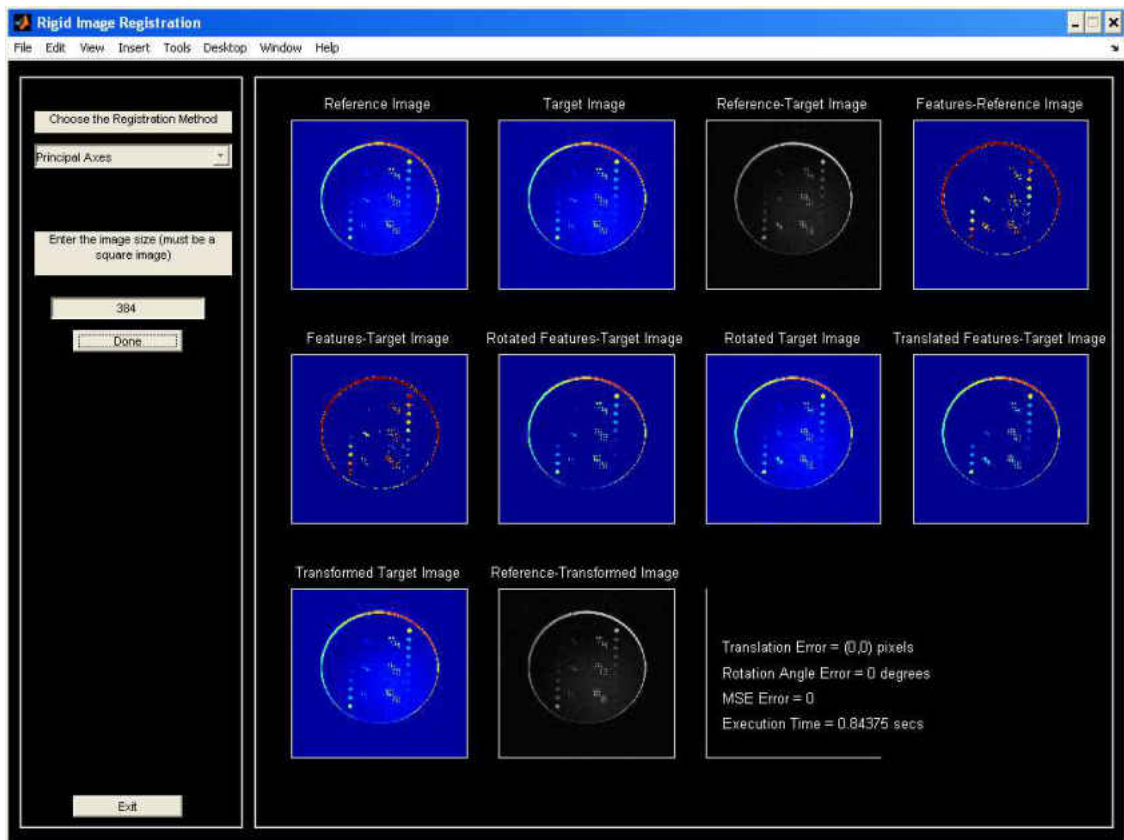 Rigid Image Registration
File Edit View Insert Tools Desktop Window Help
Choose the Registration Method
Principal Axes
Enter the image size (must be a
square image)
384
Done
Exit
Reference Image
Target Image
Reference-Target Image
Features-Reference Image
Features-Target Image
Rotated Features-Target Image
Rotated Target Image
Translated Features-Target Image
Transformed Target Image
Reference-Transformed Image
Translation Error = (0,0) pixels
Rotation Angle Error = 0 degrees
MSE Error = 0
Execution Time = 0.84375 secs